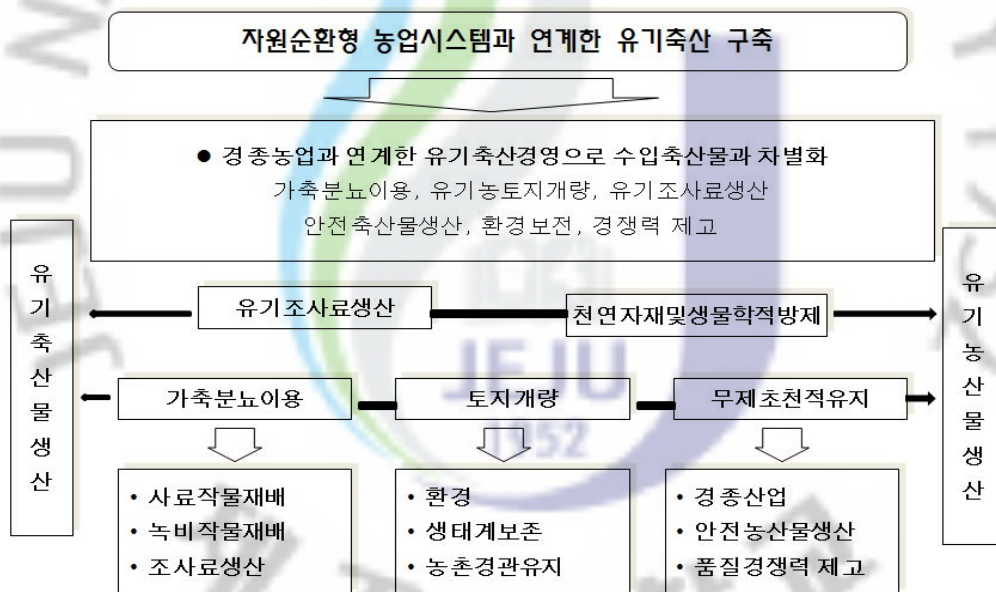 자원순환형 농업시스템과 연계한 유기축산 구축
● 경종농업과 연계한 유기축산경영으로 수입축산물과 차별화
가축분뇨이용, 유기농토지개량, 유기조사료생산
안전축산물생산, 환경보전, 경쟁력 제고
유기축산물생산
유기조사료생산
천연자재및생물학적방제
유기농산물생산
가축분뇨이용
토지개량
무제초천적유지
• 사료작물재배
• 녹비작물재배
• 조사료생산
• 환경
• 생태계보존
• 농촌경관유지
• 경종산업
• 안전농산물생산
• 품질경쟁력 제고
JEJU
1952